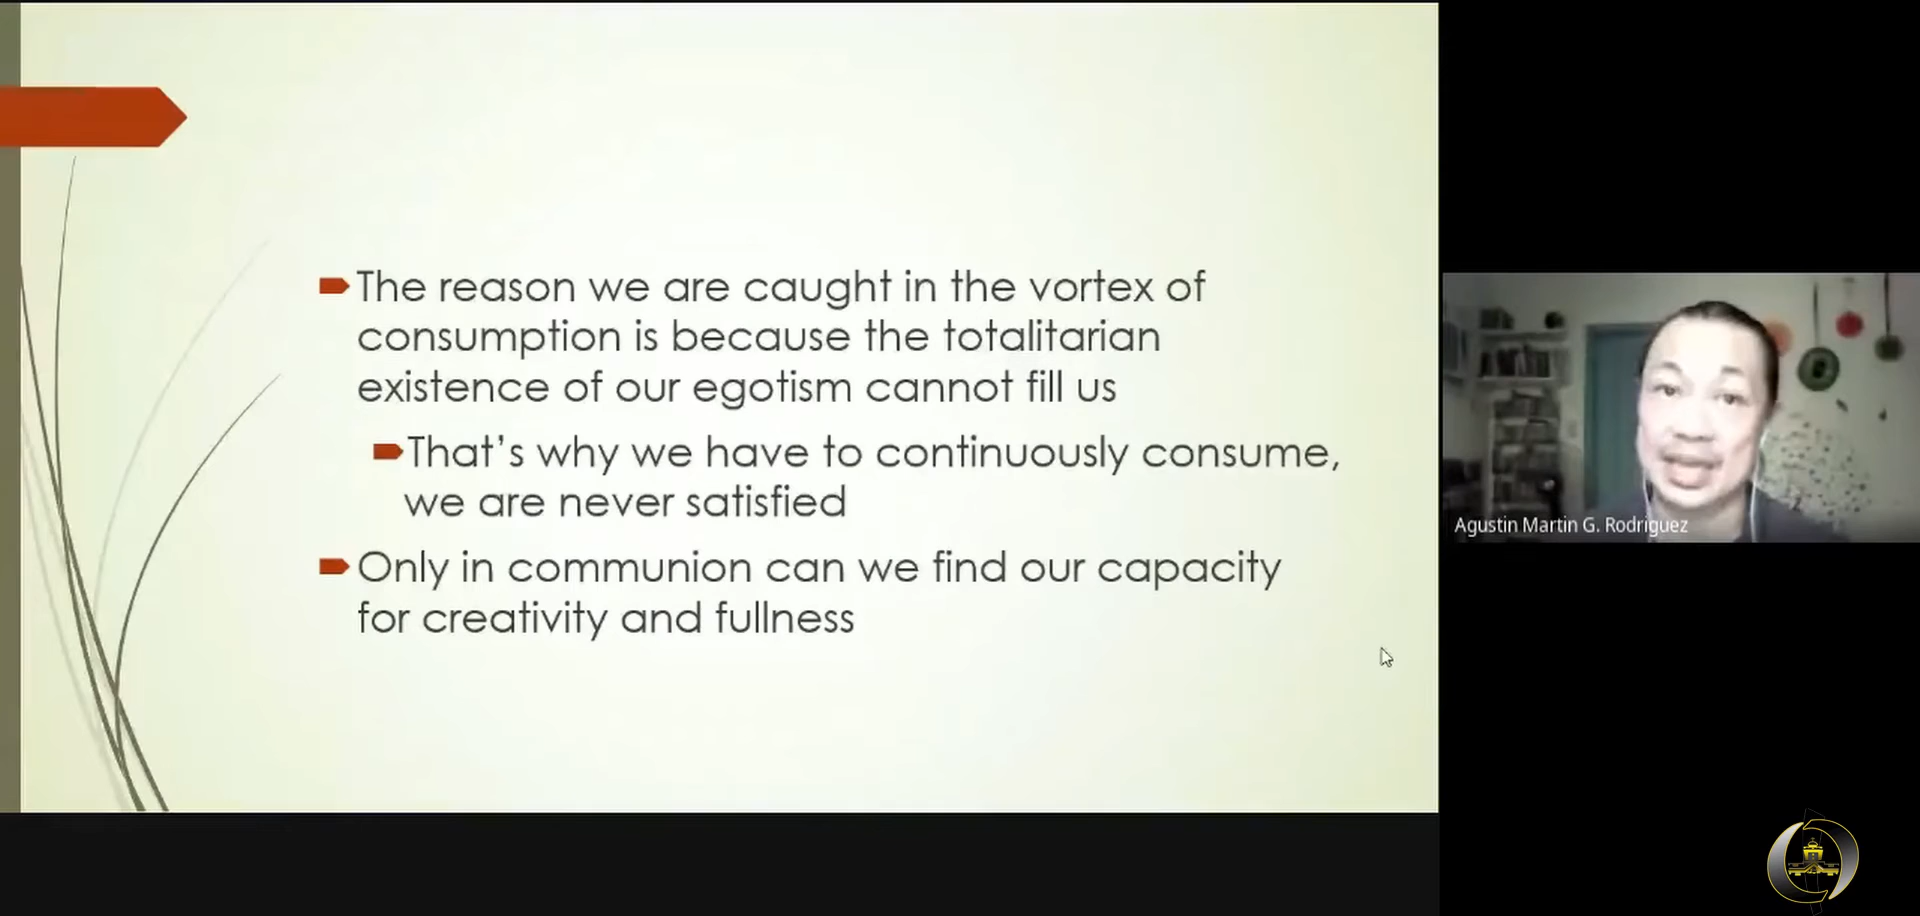 The reason we are caught in the vortex of
consumption is because the totalitarian
existence of our egotism cannot fill us
That's why we have to continuously consume,
we are never satisfied
Only in communion can we find our capacity
for creativity and fullness
Agustin Martin G. Rodriguez